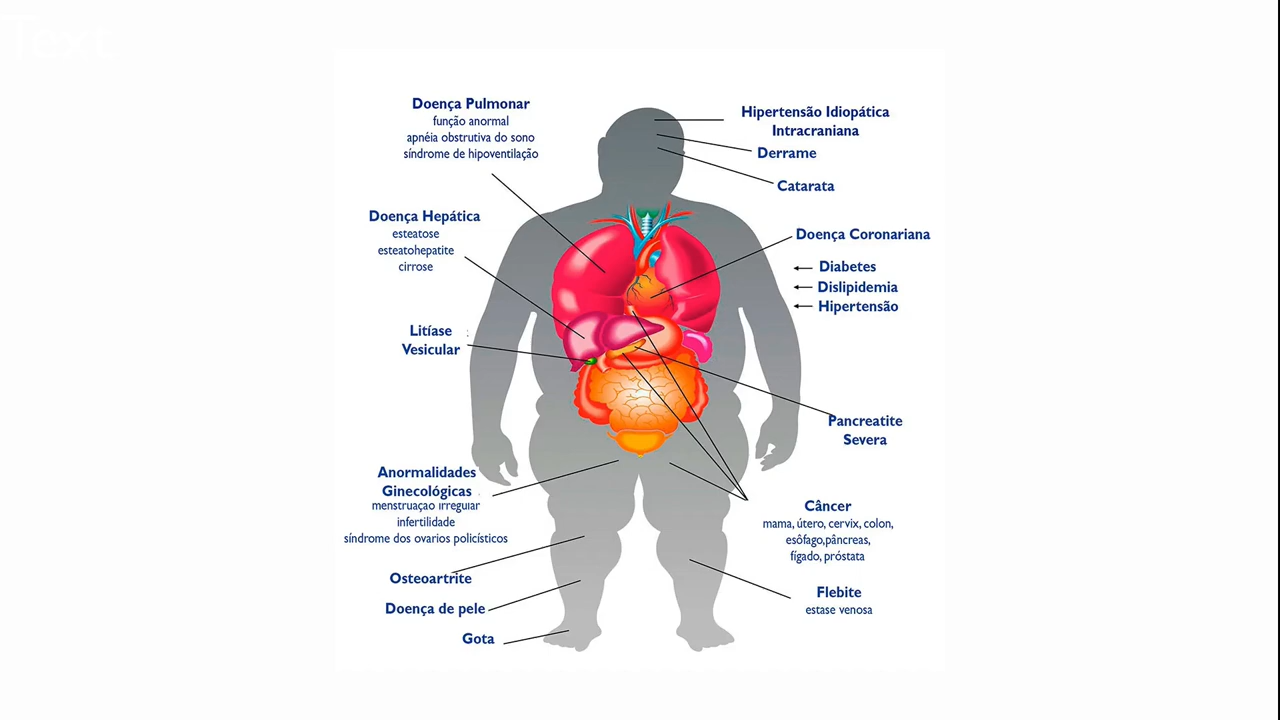 Text
Doença Pulmonar
função anormal
apnéia obstrutiva do sono
síndrome de hipoventilação
Doença Hepática
esteatose
esteatohepatite
cirrose
Litíase
Vesicular
Anormalidades
Ginecológicas
menstruação irregular
infertilidade
síndrome dos ovarios policísticos
Osteoartrite
Doença de pele
Gota
Hipertensão Idiopática
Intracraniana
Derrame
Catarata
Doença Coronariana
Diabetes
Dislipidemia
Hipertensão
Pancreatite
Severa
Câncer
mama, útero, cervix, colon,
esôfago,pâncreas,
fígado, próstata
Flebite
estase venosa